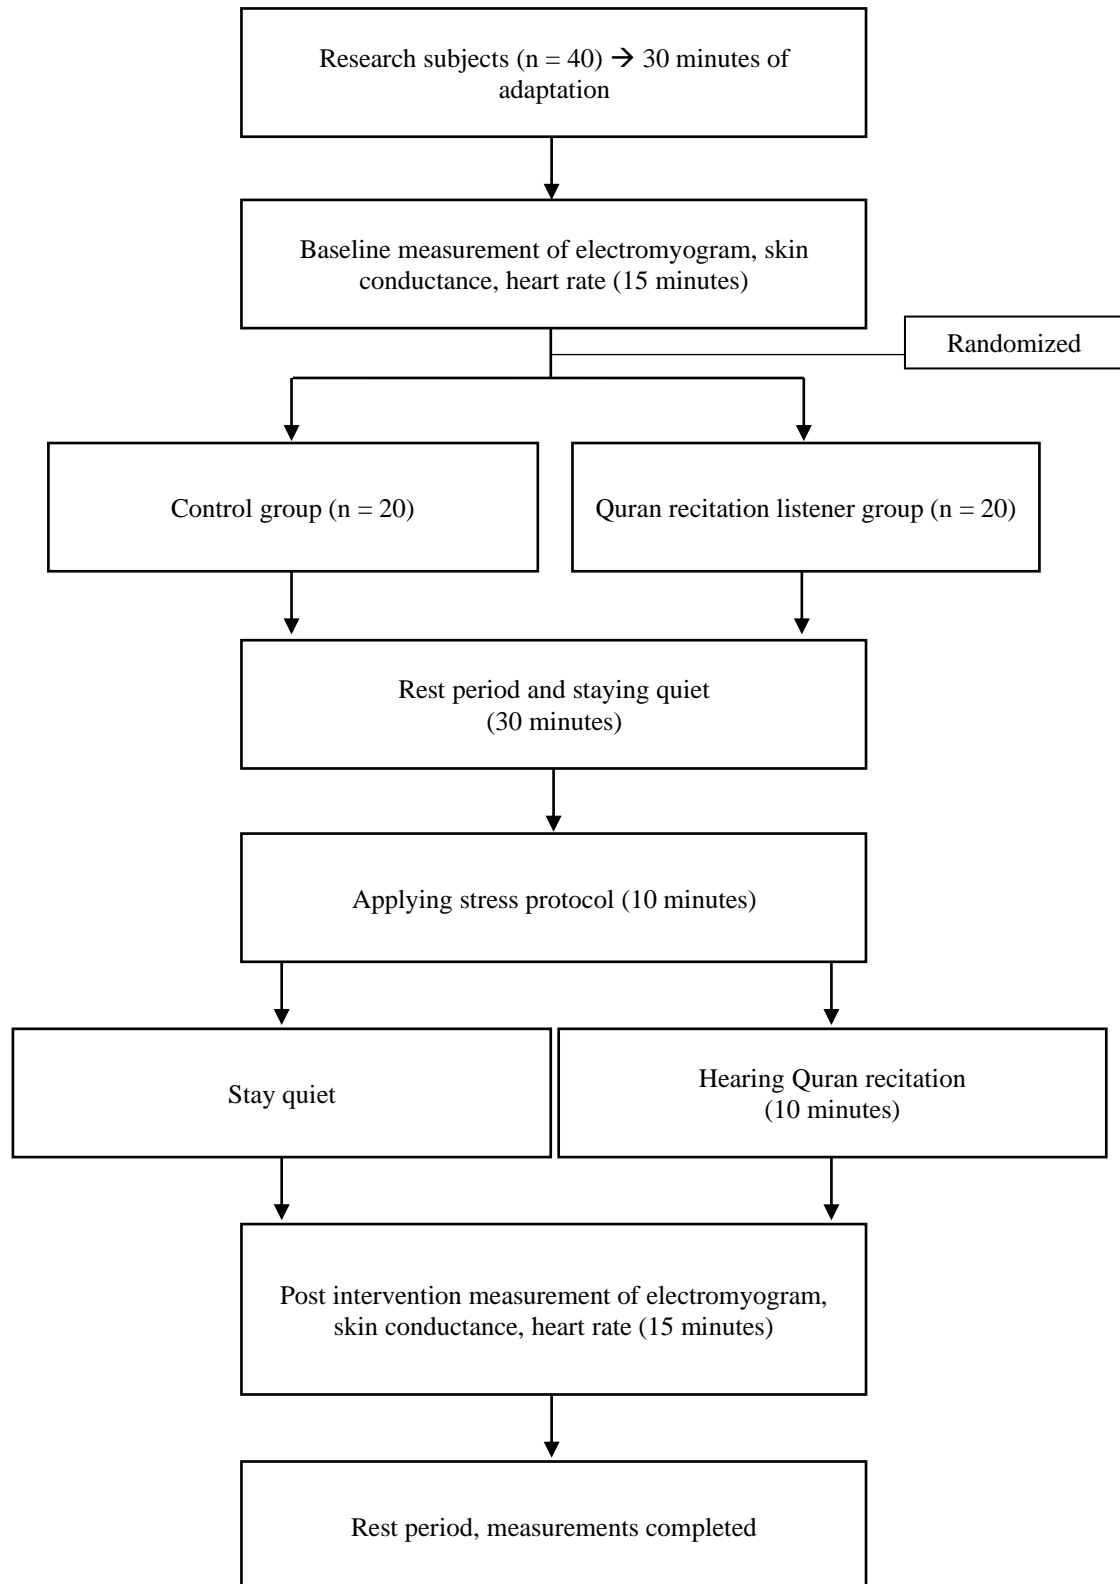 Research subjects (n = 40) → 30 minutes of
adaptation
Baseline measurement of electromyogram, skin
conductance, heart rate (15 minutes)
Randomized
Control group (n = 20)
Quran recitation listener group (n = 20)
Rest period and staying quiet
(30 minutes)
Applying stress protocol (10 minutes)
Stay quiet
Hearing Quran recitation
(10 minutes)
Post intervention measurement of electromyogram,
skin conductance, heart rate (15 minutes)
Rest period, measurements completed